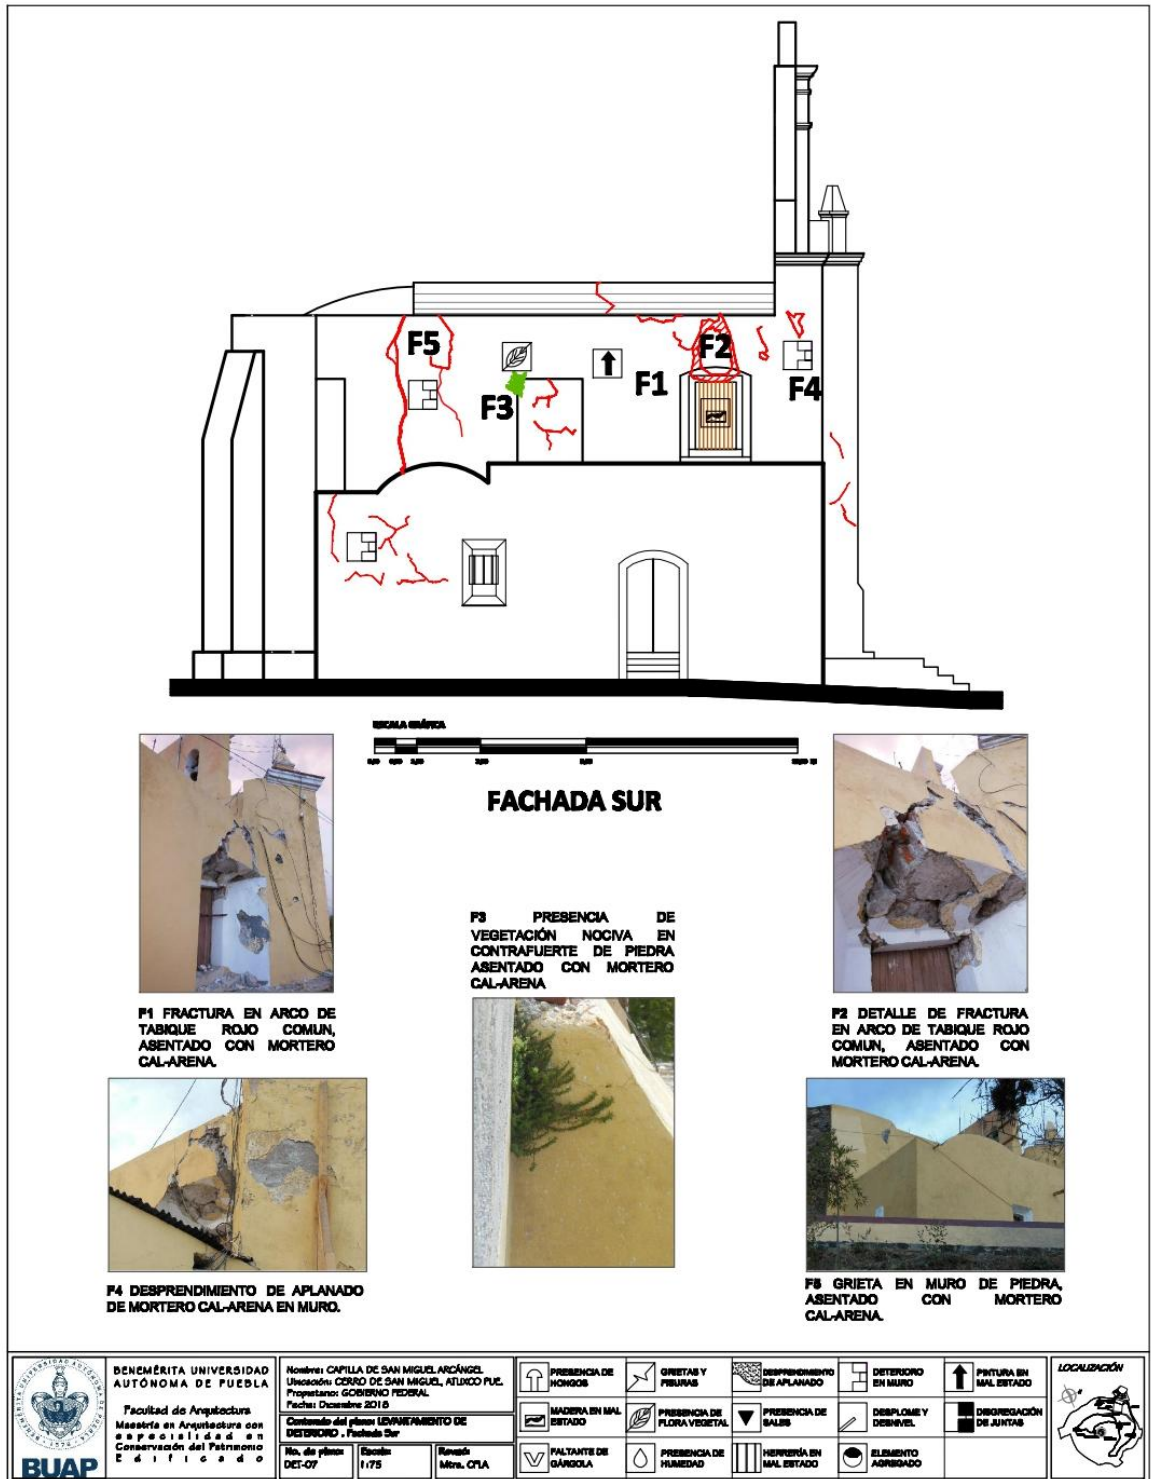 F5
F2
F1
F3
F4
ESCALA GRÁFICA
FACHADA SUR
F1 FRACTURA EN ARCO DE
TABIQUE ROJO COMUN,
ASENTADO CON MORTERO
CAL-ARENA.
F3 PRESENCIA DE
VEGETACIÓN NOCIVA EN
CONTRAFUERTE DE PIEDRA
ASENTADO CON MORTERO
CAL-ARENA
F2 DETALLE DE FRACTURA
EN ARCO DE TABIQUE ROJO
COMUN, ASENTADO CON
MORTERO CAL-ARENA.
F4 DESPRENDIMIENTO DE APLANADO
DE MORTERO CAL-ARENA EN MURO.
F5 GRIETA EN MURO DE PIEDRA,
ASENTADO CON MORTERO
CAL-ARENA.
BUAP
BENEMÉRITA UNIVERSIDAD
AUTÓNOMA DE PUEBLA
Facultad de Arquitectura
Maestría en Arquitectura con
especialidad en
Conservación del Patrimonio
Edificado
Nombre: CAPILLA DE SAN MIGUEL ARCÁNGEL
Ubicación: CERRO DE SAN MIGUEL, ATLIXCO PUE.
Propietario: GOBIERNO FEDERAL
Fecha: Diciembre 2018
Contenido del plano: LEVANTAMIENTO DE
DETERIORO . Fachada Sur
No. de plano:
DET-07
Escala:
1:75
Revisó:
Mtra. CPLA
PRESENCIA DE
HONGOS
GRIETAS Y
FISURAS
DESPRENDIMIENTO
DE APLANADO
DETERIORO
EN MURO
PINTURA EN
MAL ESTADO
MADERA EN MAL
ESTADO
PRESENCIA DE
FLORA VEGETAL
PRESENCIA DE
SALES
DESPLOME Y
DESNIVEL
DISGREGACIÓN
DE JUNTAS
FALTANTE DE
GÁRGOLA
PRESENCIA DE
HUMEDAD
HERRERÍA EN
MAL ESTADO
ELEMENTO
AGREGADO
LOCALIZACIÓN